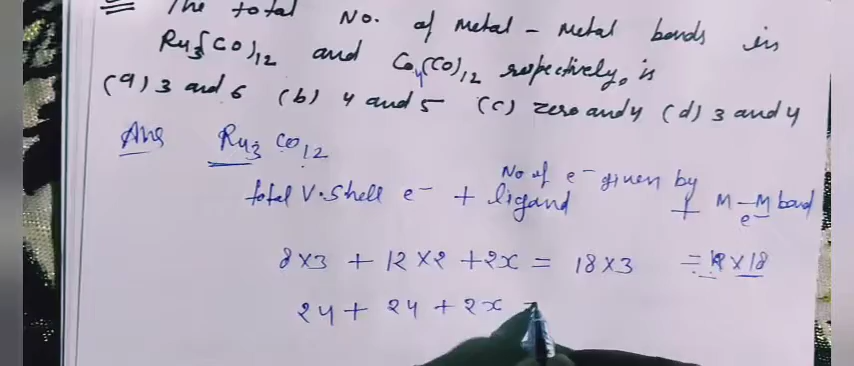 The total No. of metal - metal bonds in
Ru3(CO)12 and Co4(CO)12 respectively, is
(a) 3 and 6 (b) 4 and 5 (c) zero and 4 (d) 3 and 4
Ans Ru3 CO12
No of e- given by
total V. Shell e- + ligand + M-M bond
e-
8×3 + 12×2 + 2x = 18×3 = × 18
24 + 24 + 2x =